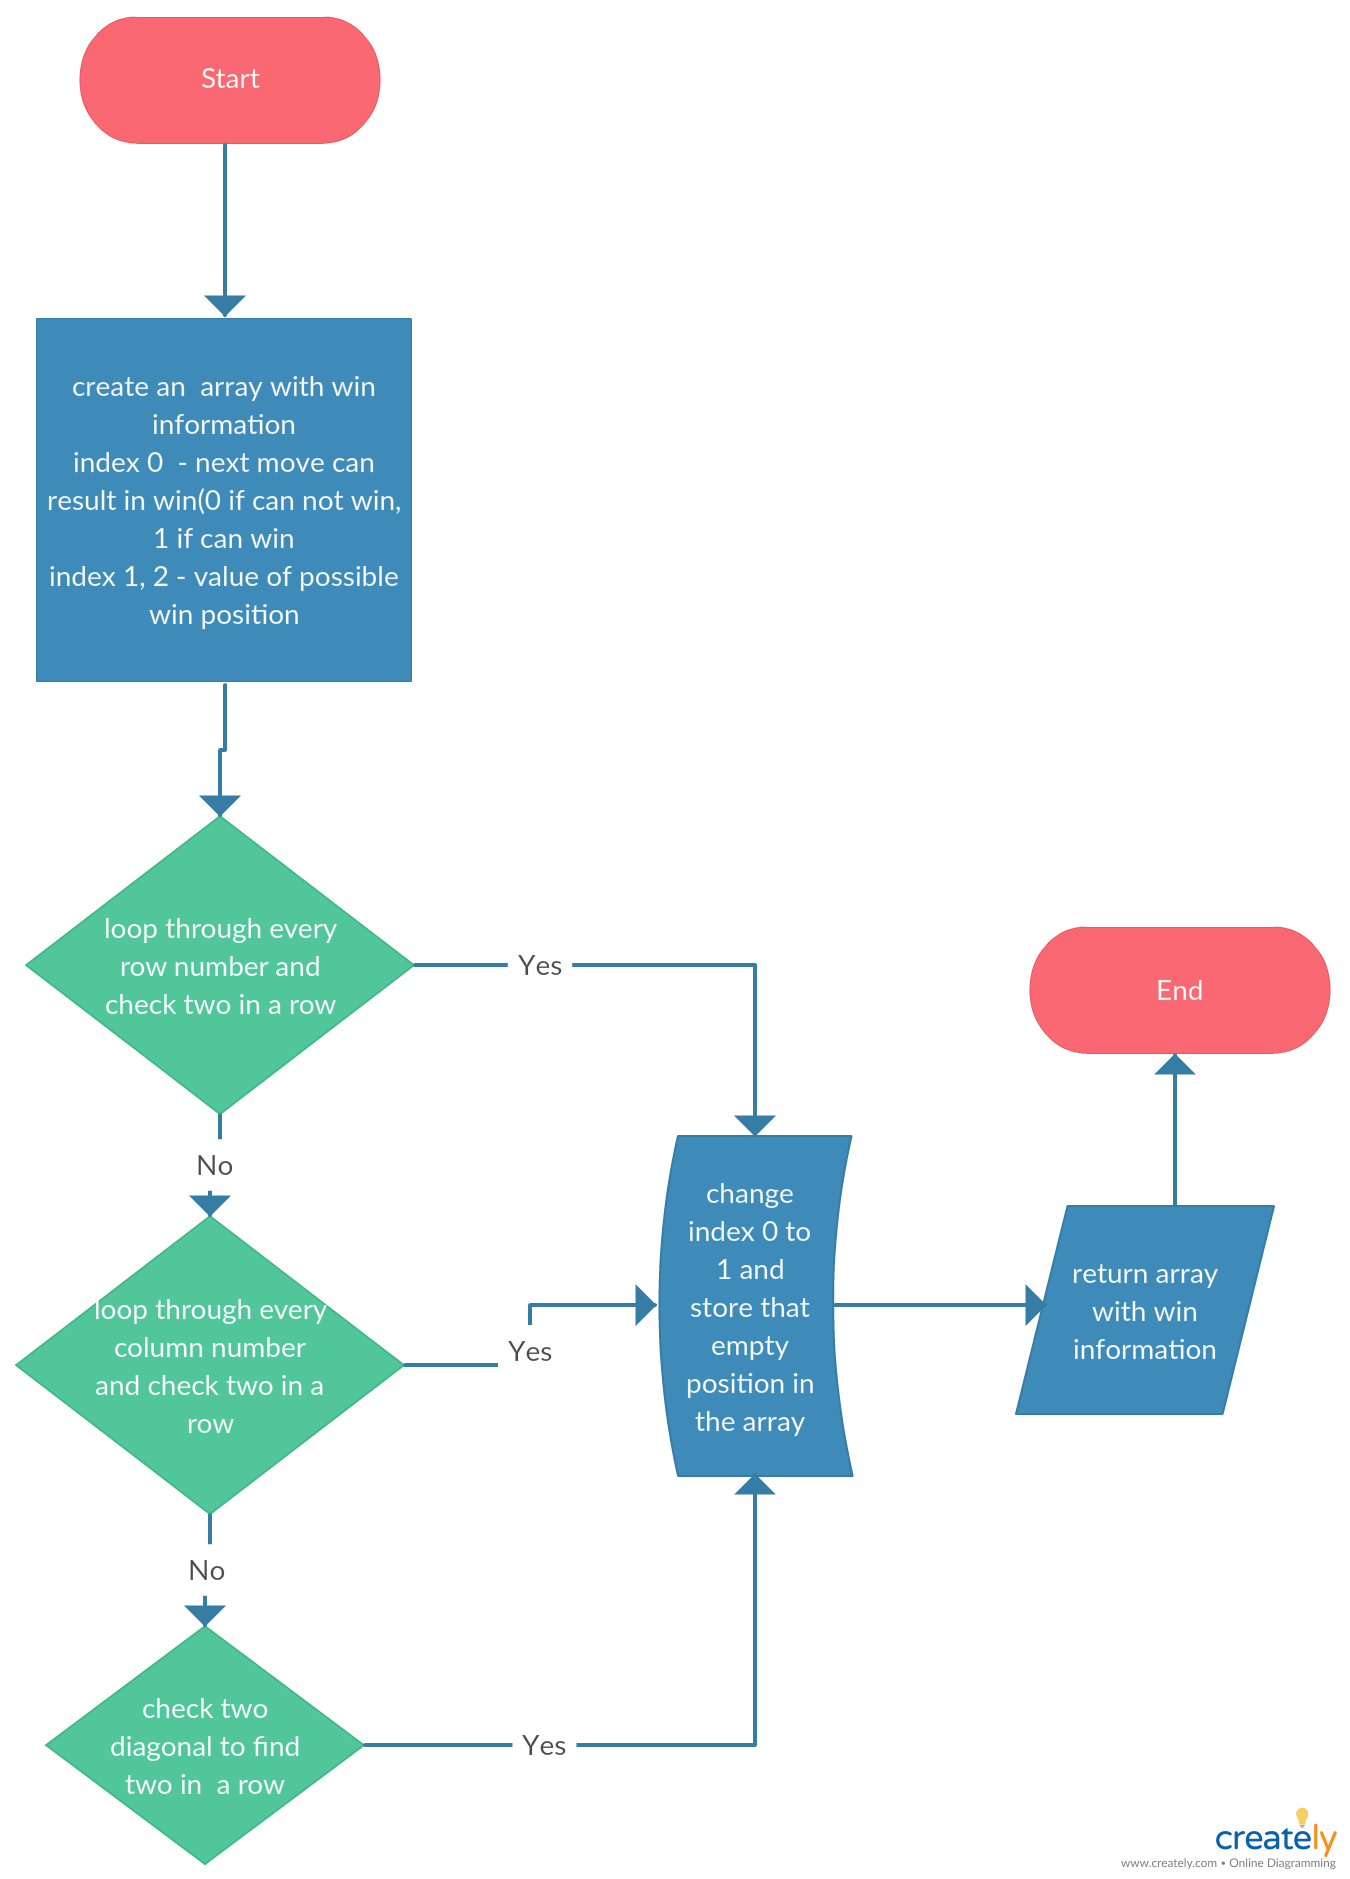 Start
create an  array with win
information
index 0  - next move can
result in win(0 if can not win,
1 if can win
index 1, 2 - value of possible
win position
loop through every
row number and
check two in a row
Yes
No
loop through every
column number
and check two in a
row
Yes
No
check two
diagonal to find
two in  a row
Yes
change
index 0 to
1 and
store that
empty
position in
the array
return array
with win
information
End
creately
www.creately.com • Online Diagramming